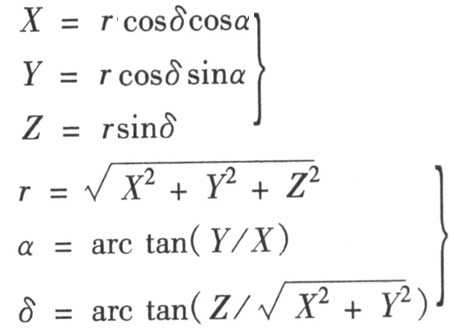 X = r cosδcosα
Y = r cosδ sinα
Z = rsinδ
r = √(X² + Y² + Z²)
α = arc tan(Y/X)
δ = arc tan(Z/√(X² + Y²))